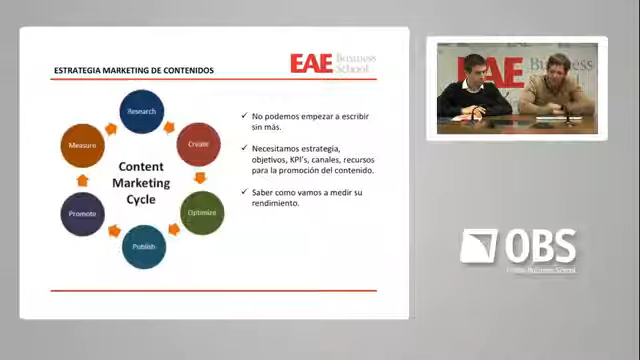 ESTRATEGIA MARKETING DE CONTENIDOS
EAE Business
School
Research
Create
Optimize
Publish
Promote
Measure
Content
Marketing
Cycle
✓ No podemos empezar a escribir
sin más.
✓ Necesitamos estrategia,
objetivos, KPI's, canales, recursos
para la promoción del contenido.
✓ Saber como vamos a medir su
rendimiento.
EAE
OBS
Business School